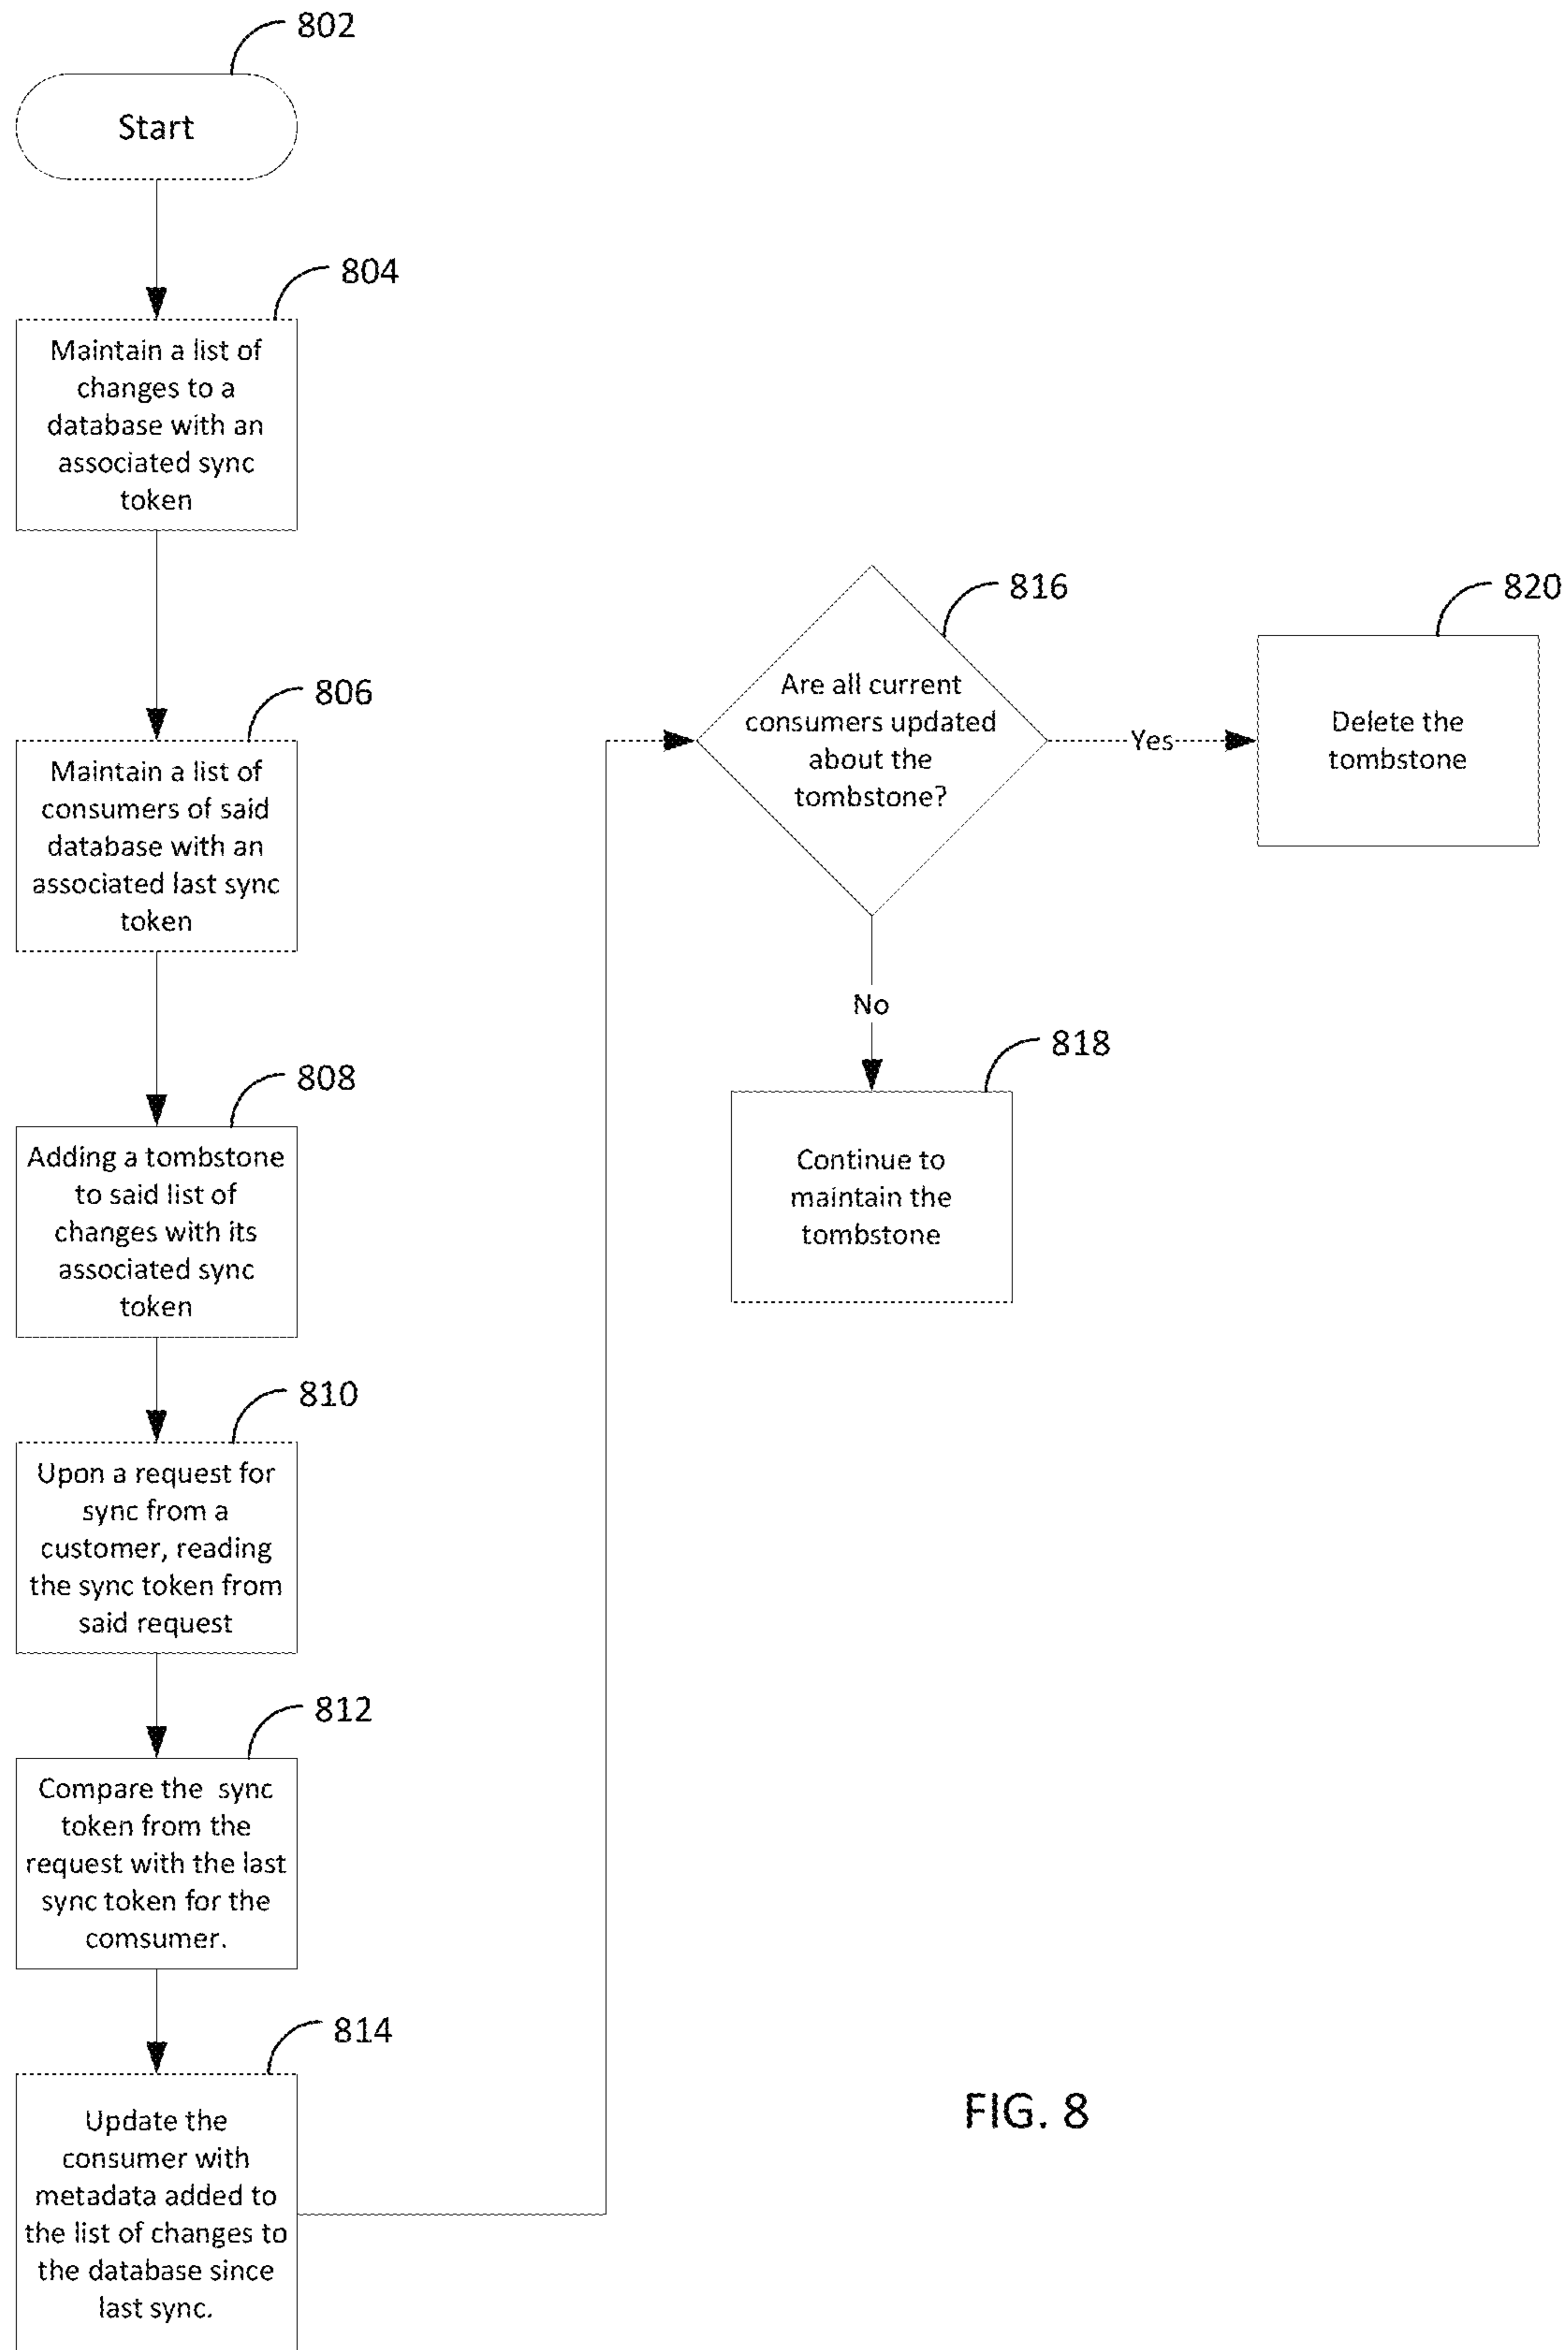 802
Start
804
Maintain a list of
changes to a
database with an
associated sync
token
806
Maintain a list of
consumers of said
database with an
associated last sync
token
808
Adding a tombstone
to said list of
changes with its
associated sync
token
810
Upon a request for
sync from a
customer, reading
the sync token from
said request
812
Compare the sync
token from the
request with the last
sync token for the
comsumer.
814
Update the
consumer with
metadata added to
the list of changes to
the database since
last sync.
816
Are all current
consumers updated
about the
tombstone?
Yes
820
Delete the
tombstone
No
818
Continue to
maintain the
tombstone
FIG. 8